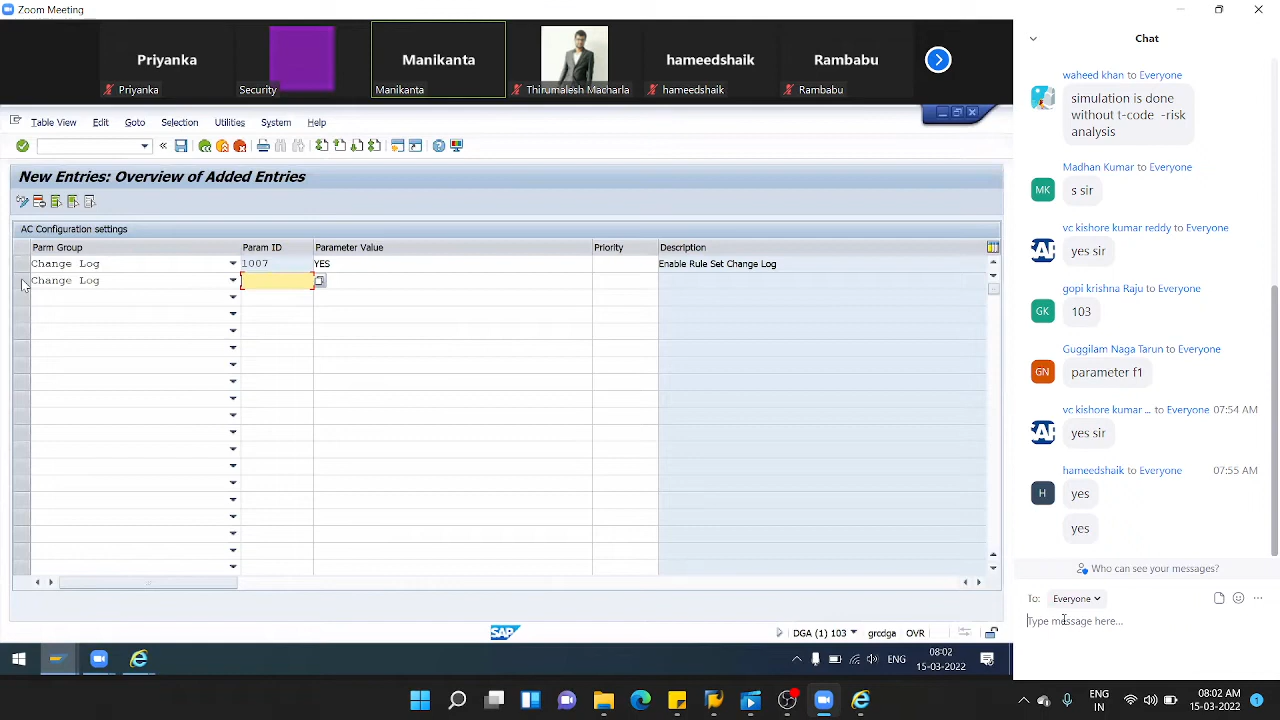 Zoom Meeting
Priyanka
Priyanka
Security
Manikanta
Manikanta
Thirumalesh Macharla
hameedshaik
hameedshaik
Rambabu
Rambabu
Table View Edit Goto Selection Utilities System Help
New Entries: Overview of Added Entries
AC Configuration settings
Parm Group Param ID Parameter Value Priority Description
Change Log 1007 YES Enable Rule Set Change Log
Change Log
SAP
DGA (1) 103 grcdga OVR
ENG
08:02
15-03-2022
Chat
waheed khan to Everyone
simulation is done
without t-code -risk
analysis
Madhan Kumar to Everyone
MK
s sir
vc kishore kumar reddy to Everyone
SAP
yes sir
gopi krishna Raju to Everyone
GK
103
Guggilam Naga Tarun to Everyone
GN
parameter f1
vc kishore kumar ... to Everyone 07:54 AM
SAP
yes sir
hameedshaik to Everyone 07:55 AM
H
yes
yes
Who can see your messages?
To: Everyone
Type message here...
ENG
IN
08:02 AM
15-03-2022
1